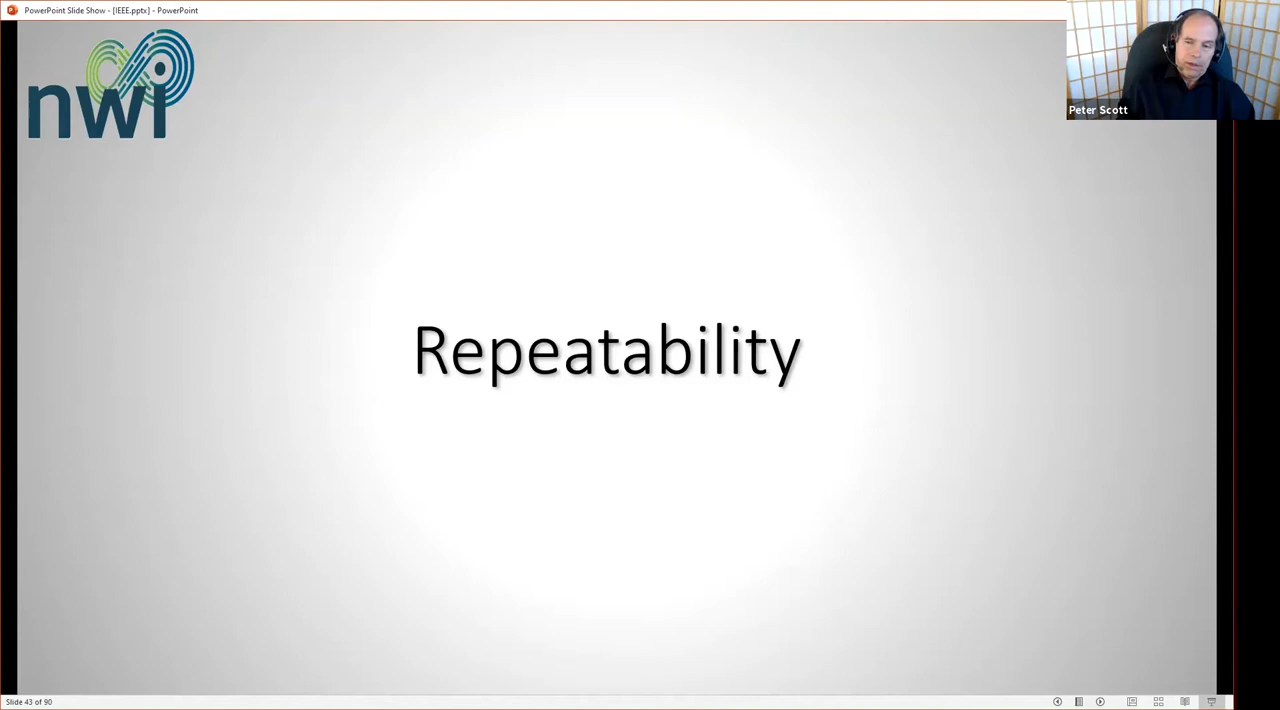 PowerPoint Slide Show - [IEEE.pptx] - PowerPoint
nwi
Peter Scott
Repeatability
Slide 43 of 90